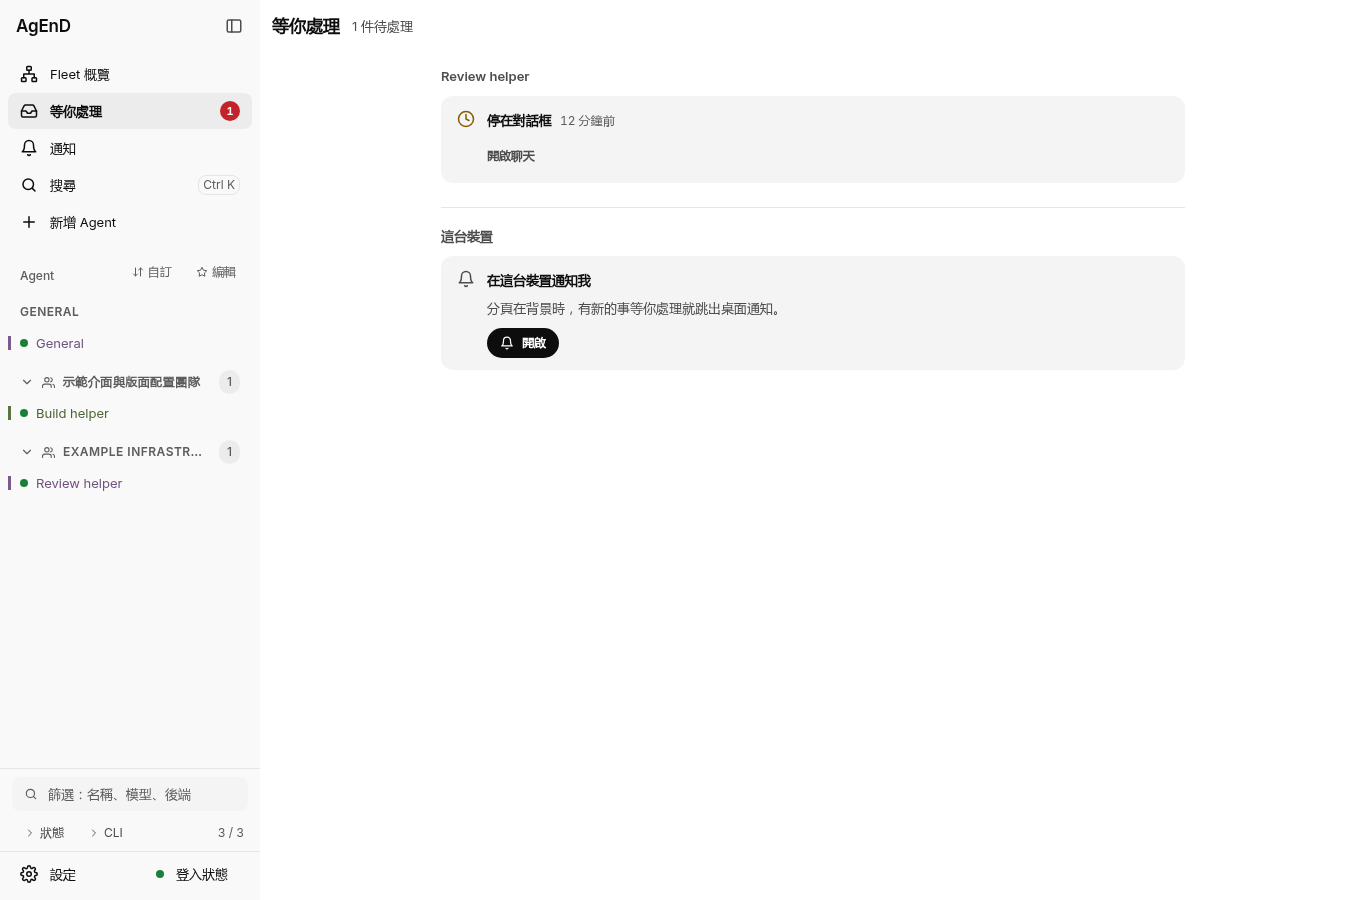 AgEnD
Fleet 概覽
等你處理
1
通知
搜尋
Ctrl K
新增 Agent
Agent
自訂
編輯
GENERAL
General
示範介面與版面配置團隊
1
Build helper
EXAMPLE INFRASTR...
1
Review helper
篩選：名稱、模型、後端
狀態
CLI
3 / 3
設定
登入狀態
等你處理 1 件待處理
Review helper
停在對話框 12 分鐘前
開啟聊天
這台裝置
在這台裝置通知我
分頁在背景時，有新的事等你處理就跳出桌面通知。
開啟